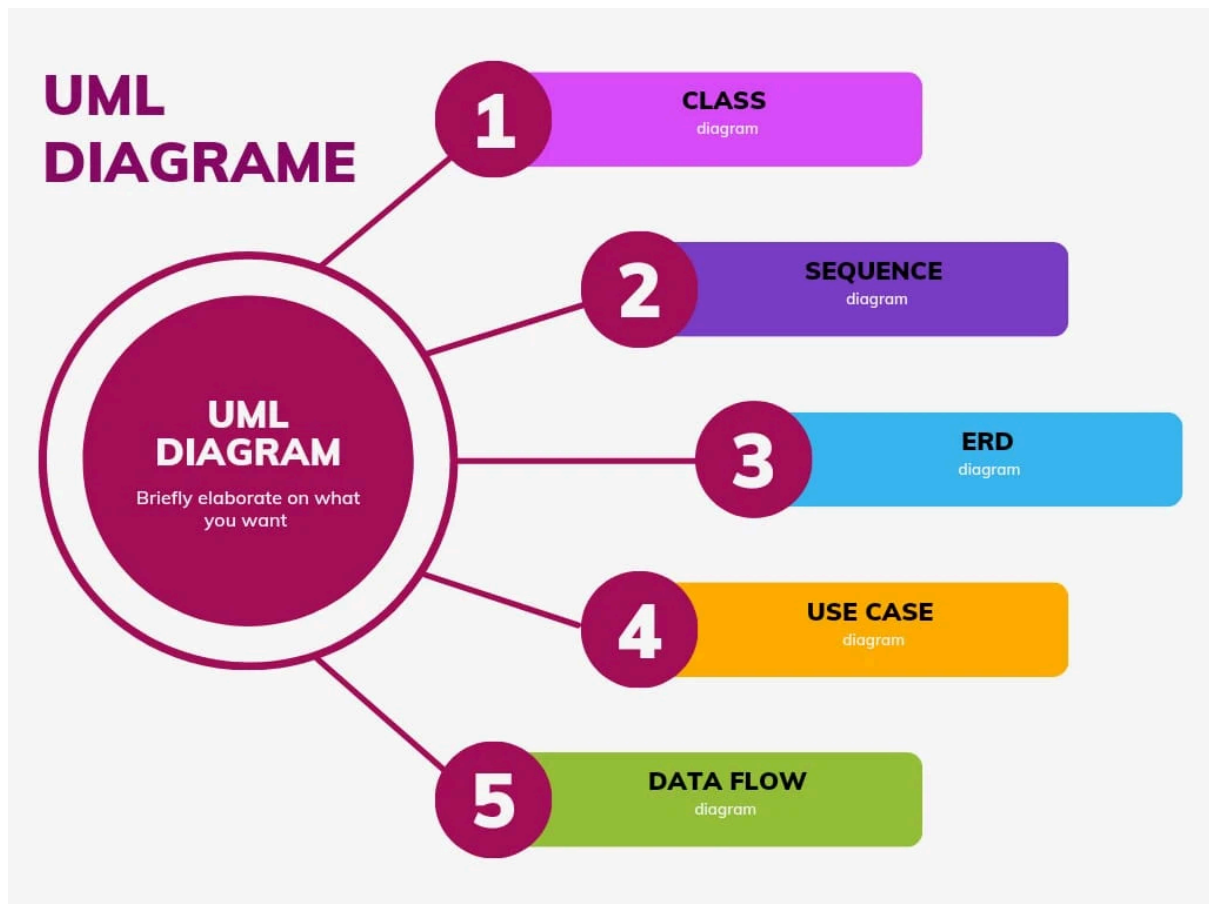 UML
DIAGRAME
1
CLASS
diagram
2
SEQUENCE
diagram
UML
DIAGRAM
Briefly elaborate on what
you want
3
ERD
diagram
4
USE CASE
diagram
5
DATA FLOW
diagram